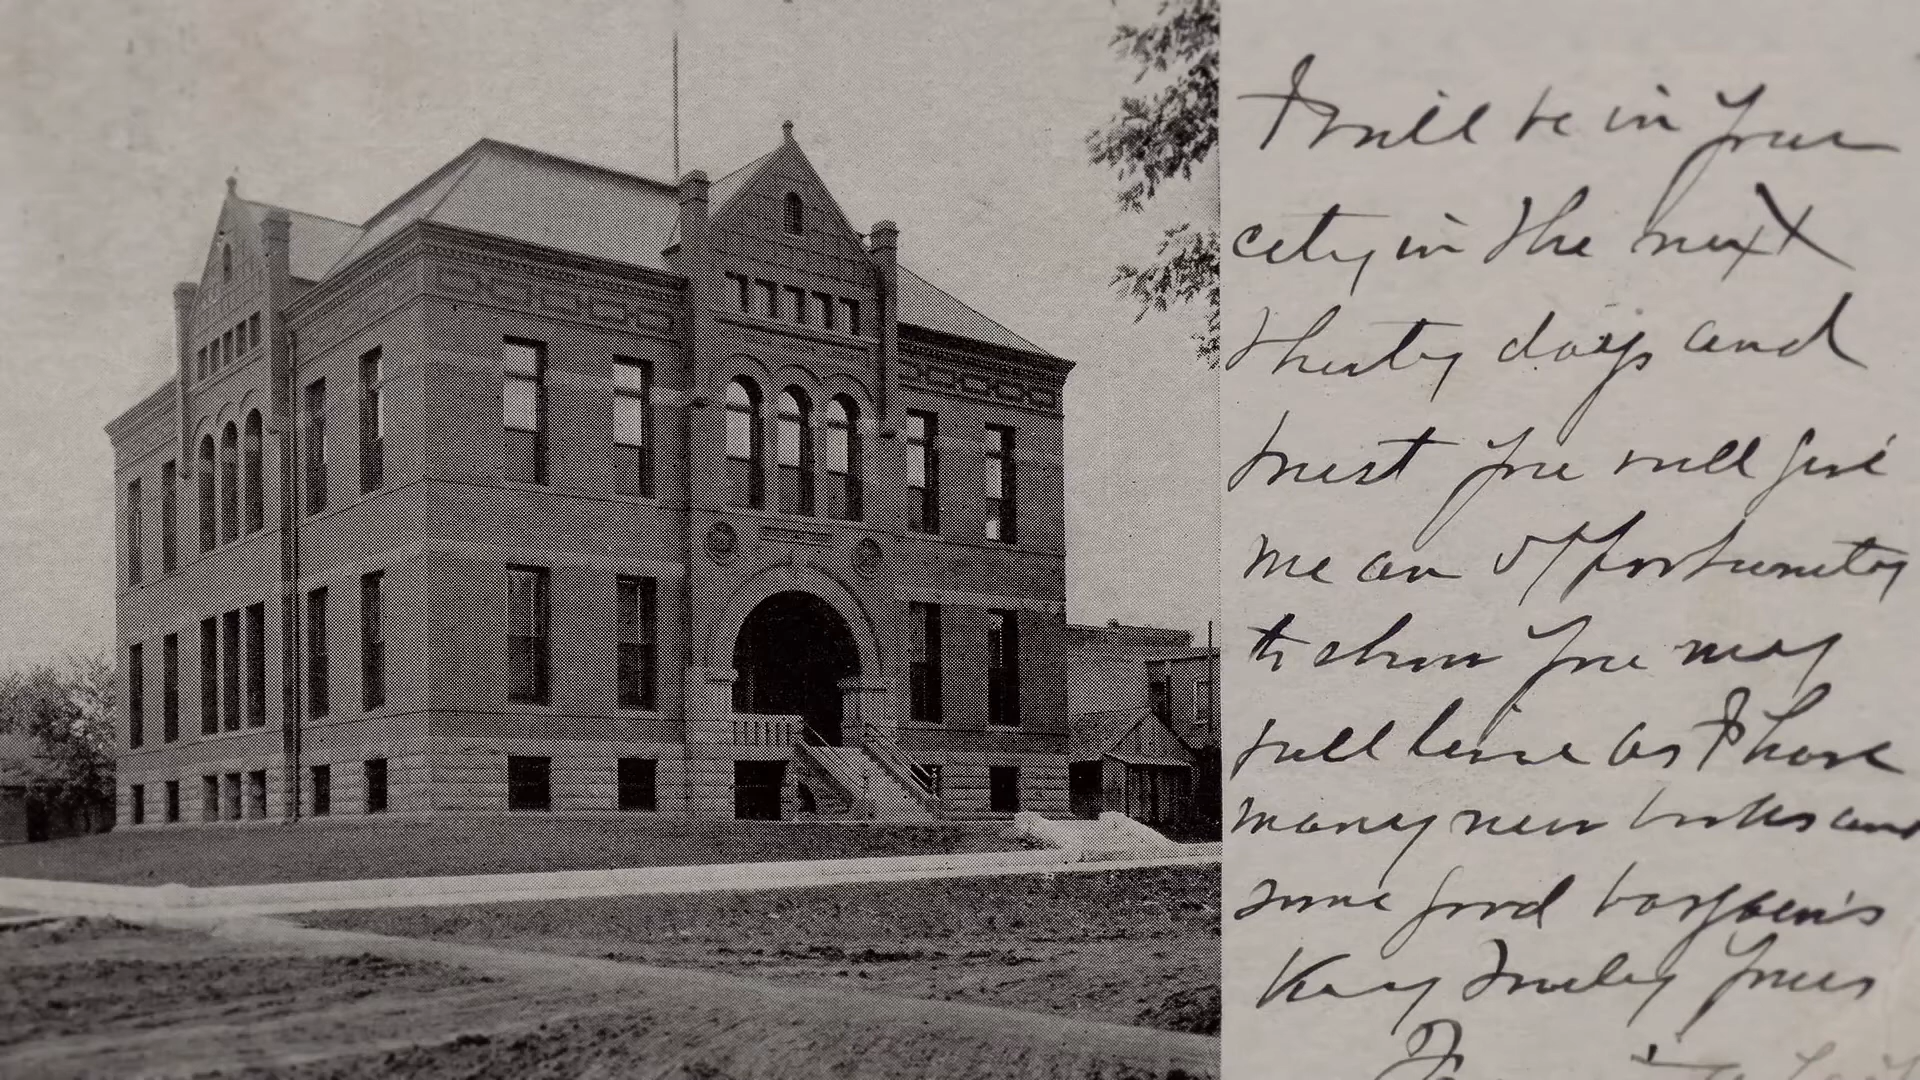 I will be in your
city in the next
thirty days and
trust you will give
me an opportunity
to show you my
full line as I have
many new books and
some good bargain's
Very Truly Yours